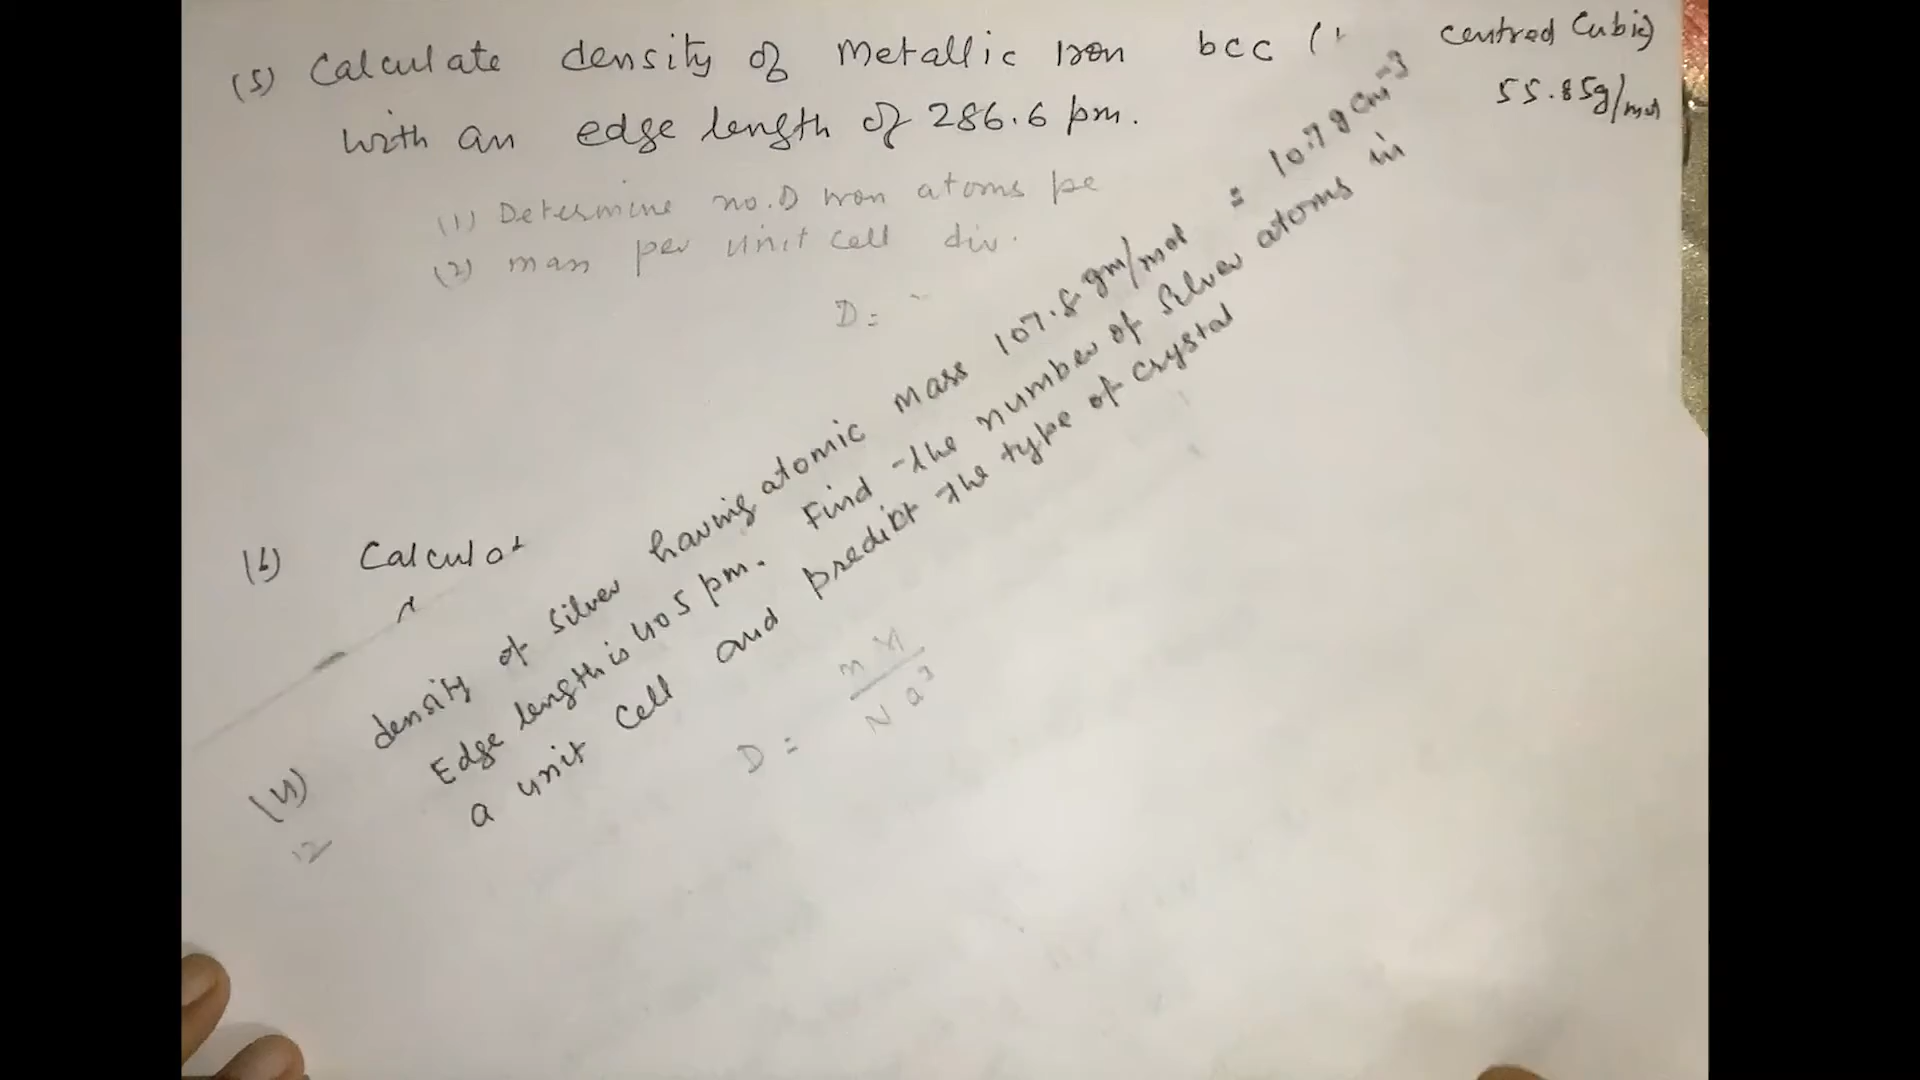 (5) Calculate density of Metallic Iron bcc ( centred Cubic)
with an edge length of 286.6 pm. 55.85g/mol
(1) Determine no. of iron atoms pe
(2) mass per unit cell div.
D =
(6) Calculat
(4) density of Silver having atomic mass 107.8 gm/mol = 10.7 g cm-3
Edge length is 405 pm. Find the number of Silver atoms in
a unit cell and predict the type of crystal
D = n M
N a3